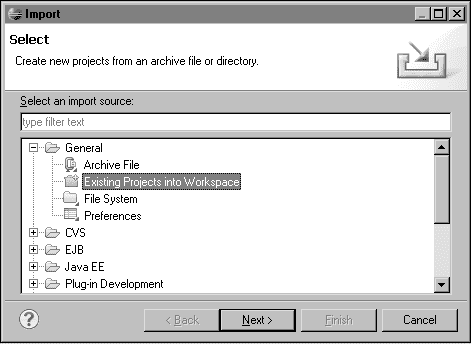 Import
Select
Create new projects from an archive file or directory.
Select an import source:
type filter text
General
Archive File
Existing Projects into Workspace
File System
Preferences
CVS
EJB
Java EE
Plug-in Development
? < Back Next > Finish Cancel